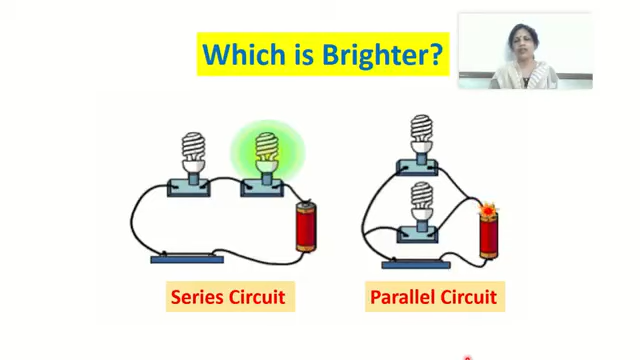 Which is Brighter?
Series Circuit
Parallel Circuit